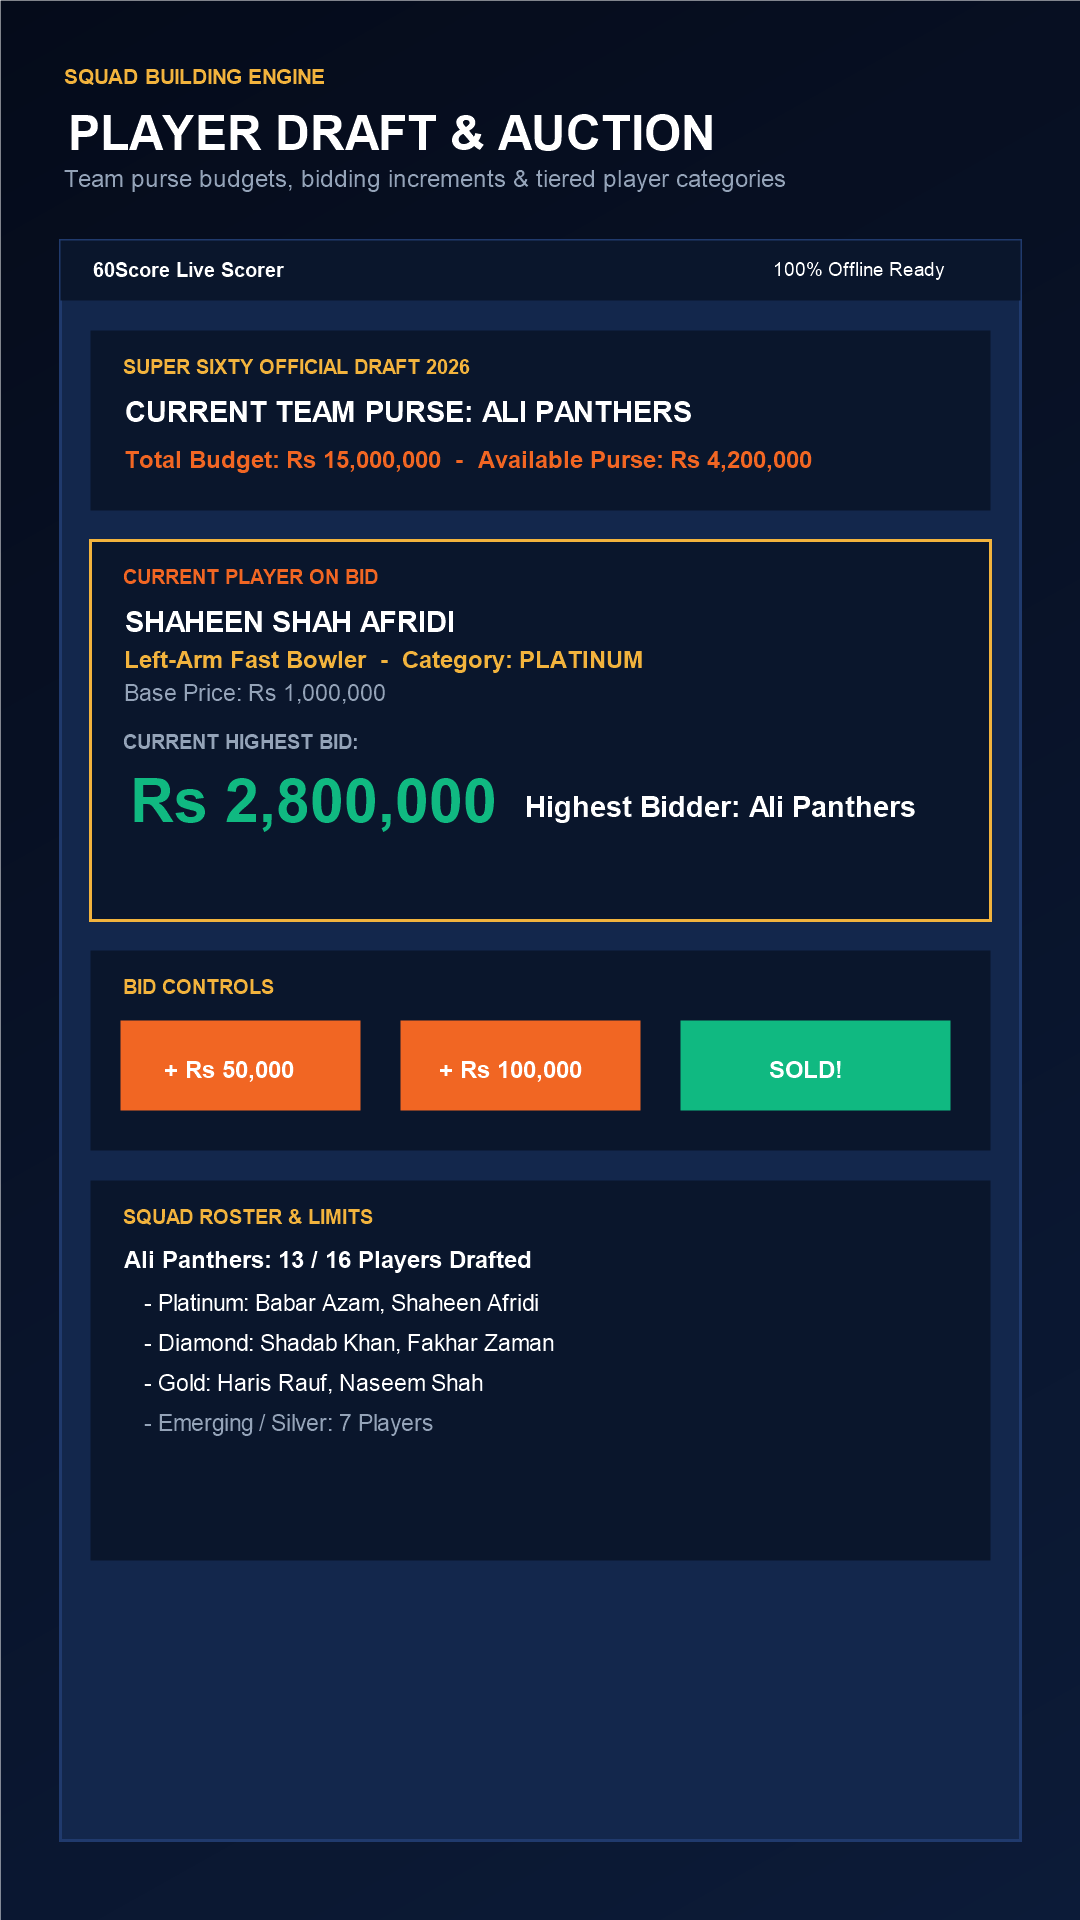 SQUAD BUILDING ENGINE
PLAYER DRAFT & AUCTION
Team purse budgets, bidding increments & tiered player categories
60Score Live Scorer
100% Offline Ready
SUPER SIXTY OFFICIAL DRAFT 2026
CURRENT TEAM PURSE: ALI PANTHERS
Total Budget: Rs 15,000,000 - Available Purse: Rs 4,200,000
CURRENT PLAYER ON BID
SHAHEEN SHAH AFRIDI
Left-Arm Fast Bowler - Category: PLATINUM
Base Price: Rs 1,000,000
CURRENT HIGHEST BID:
Rs 2,800,000 Highest Bidder: Ali Panthers
BID CONTROLS
+ Rs 50,000
+ Rs 100,000
SOLD!
SQUAD ROSTER & LIMITS
Ali Panthers: 13 / 16 Players Drafted
- Platinum: Babar Azam, Shaheen Afridi
- Diamond: Shadab Khan, Fakhar Zaman
- Gold: Haris Rauf, Naseem Shah
- Emerging / Silver: 7 Players